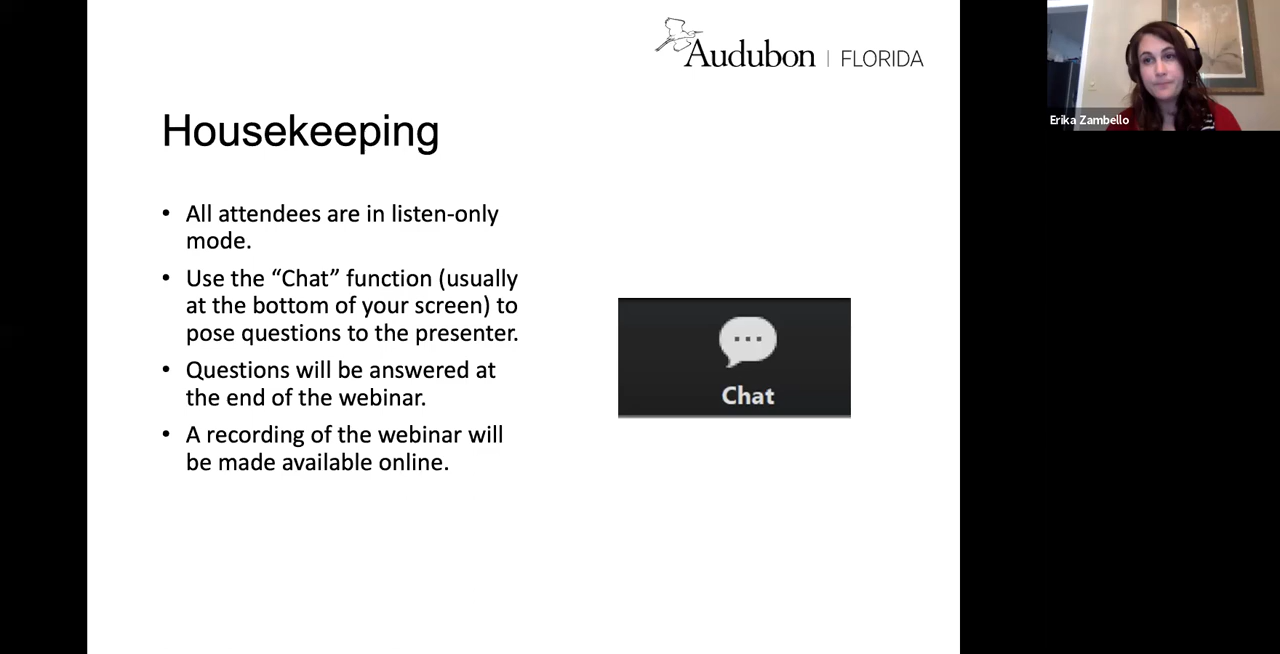 Audubon | FLORIDA
Erika Zambello
Housekeeping
• All attendees are in listen-only
mode.
• Use the “Chat” function (usually
at the bottom of your screen) to
pose questions to the presenter.
• Questions will be answered at
the end of the webinar.
• A recording of the webinar will
be made available online.
Chat